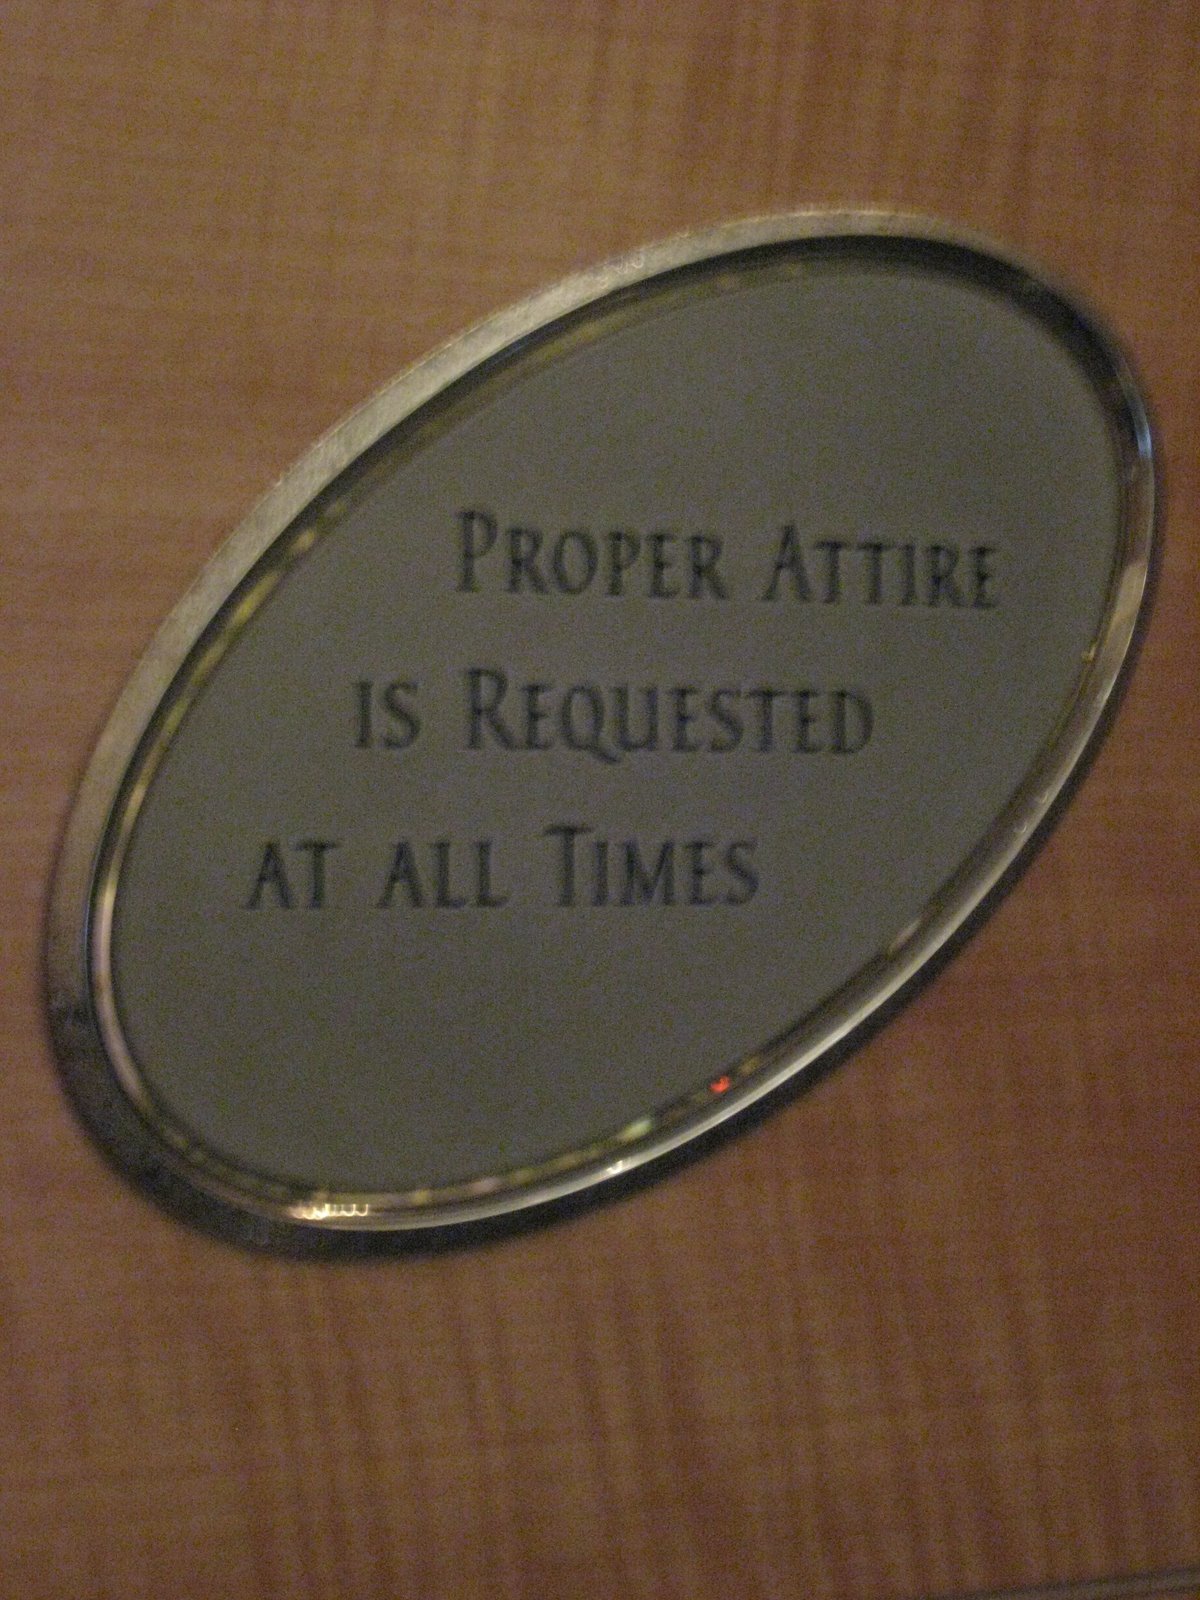 Proper Attire
is Requested
at all Times